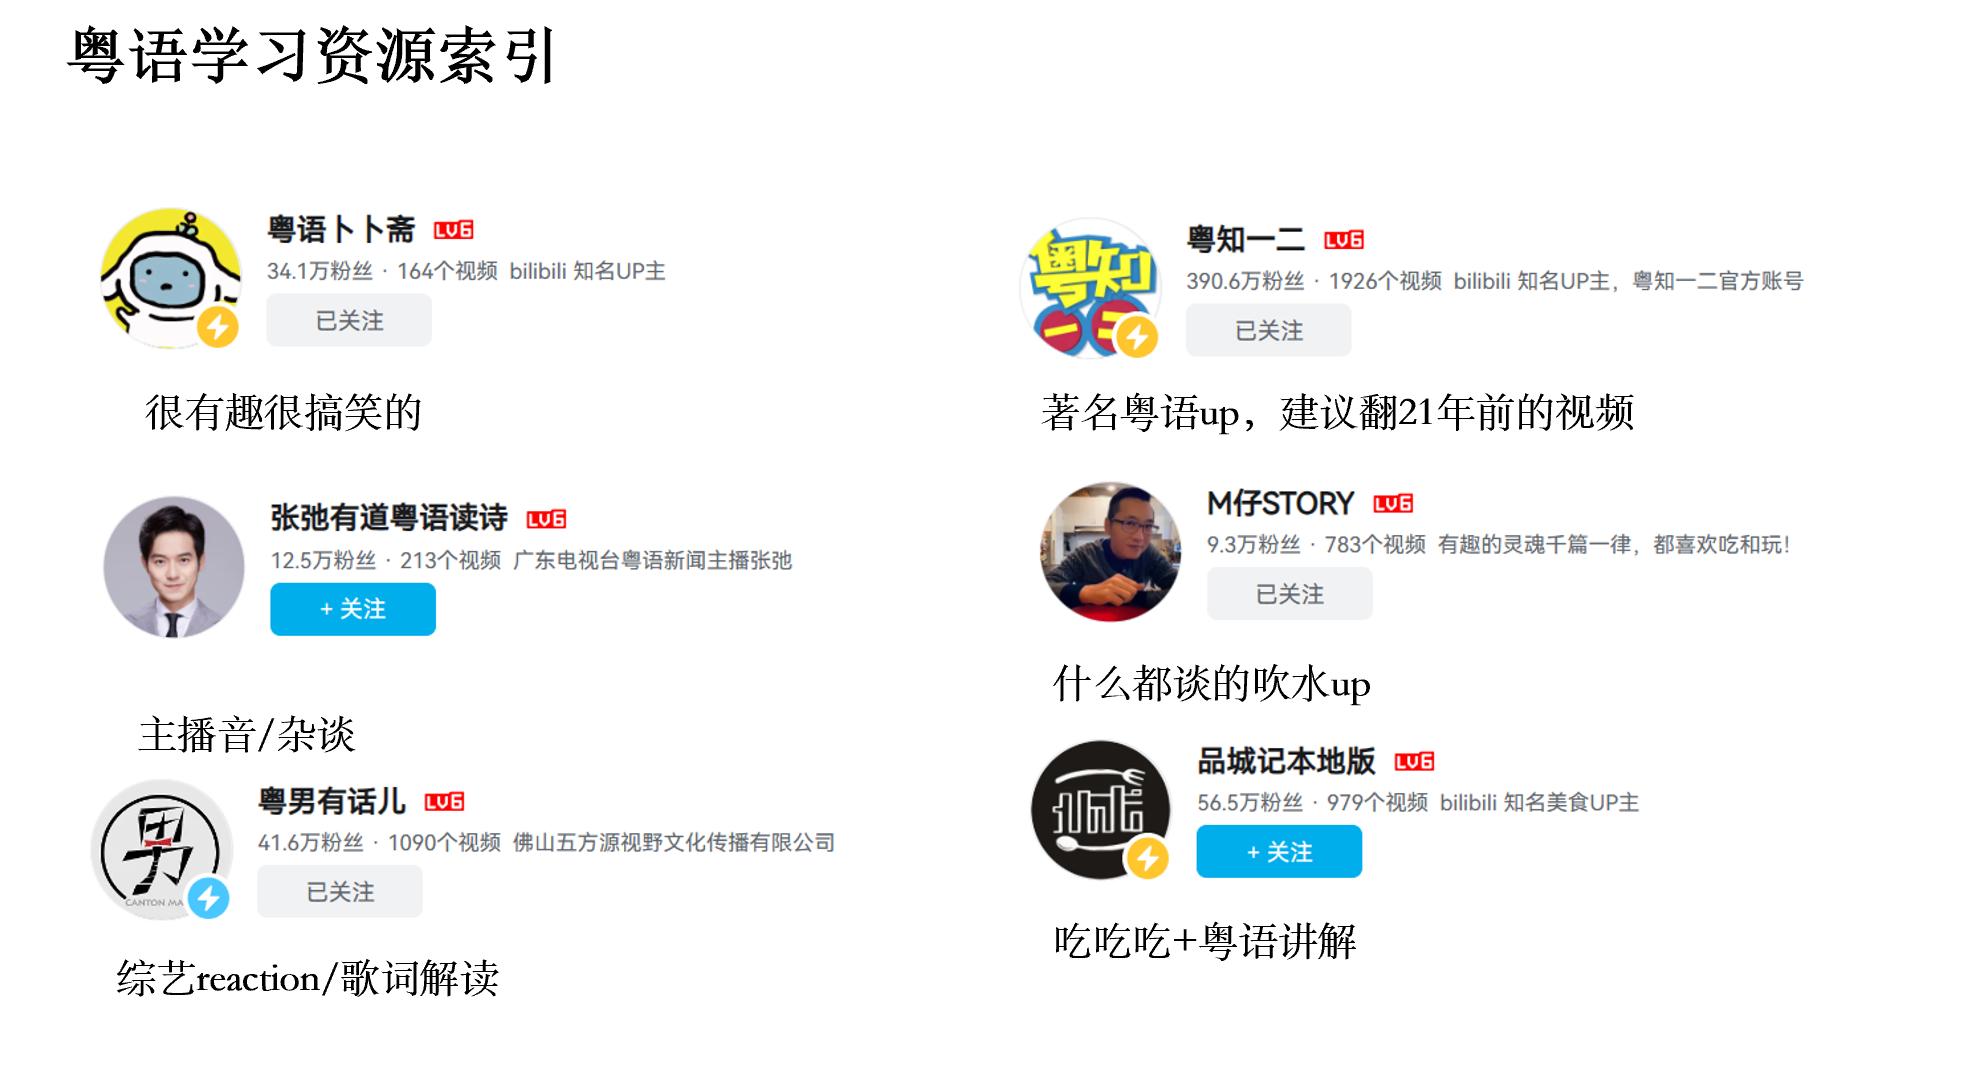 粤语学习资源索引
粤语卜卜斋 LV6
34.1万粉丝 · 164个视频 bilibili 知名UP主
已关注
很有趣很搞笑的
粤知一二 LV6
390.6万粉丝 · 1926个视频 bilibili 知名UP主，粤知一二官方账号
已关注
著名粤语up，建议翻21年前的视频
张弛有道粤语读诗 LV6
12.5万粉丝 · 213个视频 广东电视台粤语新闻主播张弛
+ 关注
主播音/杂谈
M仔STORY LV6
9.3万粉丝 · 783个视频 有趣的灵魂千篇一律，都喜欢吃和玩！
已关注
什么都谈的吹水up
粤男有话儿 LV6
41.6万粉丝 · 1090个视频 佛山五方源视野文化传播有限公司
已关注
男
CANTON MA
综艺reaction/歌词解读
品城记本地版 LV6
56.5万粉丝 · 979个视频 bilibili 知名美食UP主
+ 关注
吃吃吃+粤语讲解
粤知
一二